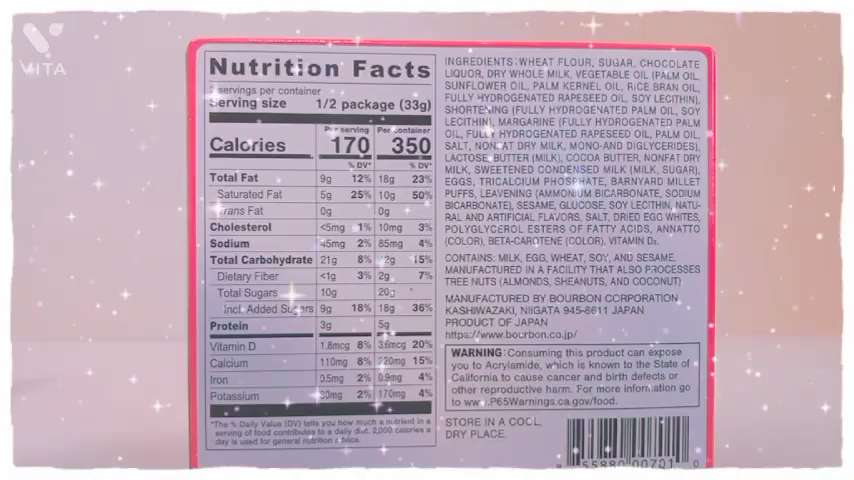 VITA
Nutrition Facts
2 servings per container
Serving size 1/2 package (33g)
Per serving Per container
Calories 170 350
% DV* % DV*
Total Fat 9g 12% 18g 23%
Saturated Fat 5g 25% 10g 50%
Trans Fat 0g 0g
Cholesterol <5mg 1% 10mg 3%
Sodium 45mg 2% 85mg 4%
Total Carbohydrate 21g 8% 15%
Dietary Fiber <1g 3% 2g 7%
Total Sugars 10g 20g
Incl. Added Sugars 9g 18% 18g 36%
Protein 3g 5g
Vitamin D 1.8mcg 8% 3.6mcg 20%
Calcium 110mg 8% 220mg 15%
Iron 0.5mg 2% 0.9mg 4%
Potassium 2% 170mg 4%
*The % Daily Value (DV) tells you how much a nutrient in a
serving of food contributes to a daily diet. 2,000 calories a
day is used for general nutrition advice.
INGREDIENTS: WHEAT FLOUR, SUGAR, CHOCOLATE
LIQUOR, DRY WHOLE MILK, VEGETABLE OIL (PALM OIL,
SUNFLOWER OIL, PALM KERNEL OIL, RICE BRAN OIL,
FULLY HYDROGENATED RAPESEED OIL, SOY LECITHIN),
SHORTENING (FULLY HYDROGENATED PALM OIL, SOY
LECITHIN), MARGARINE (FULLY HYDROGENATED PALM
OIL, FULLY HYDROGENATED RAPESEED OIL, PALM OIL,
SALT, NONFAT DRY MILK, MONO-AND DIGLYCERIDES),
LACTOSE, BUTTER (MILK), COCOA BUTTER, NONFAT DRY
MILK, SWEETENED CONDENSED MILK (MILK, SUGAR),
EGGS, TRICALCIUM PHOSPHATE, BARNYARD MILLET
PUFFS, LEAVENING (AMMONIUM BICARBONATE, SODIUM
BICARBONATE), SESAME, GLUCOSE, SOY LECITHIN, NATU-
RAL AND ARTIFICIAL FLAVORS, SALT, DRIED EGG WHITES,
POLYGLYCEROL ESTERS OF FATTY ACIDS, ANNATTO
(COLOR), BETA-CAROTENE (COLOR), VITAMIN D₃.
CONTAINS: MILK, EGG, WHEAT, SOY, AND SESAME.
MANUFACTURED IN A FACILITY THAT ALSO PROCESSES
TREE NUTS (ALMONDS, SHEANUTS, AND COCONUT)
MANUFACTURED BY BOURBON CORPORATION
KASHIWAZAKI, NIIGATA 945-8611 JAPAN
PRODUCT OF JAPAN
https://www.bourbon.co.jp/
WARNING: Consuming this product can expose
you to Acrylamide, which is known to the State of
California to cause cancer and birth defects or
other reproductive harm. For more information go
to www.P65Warnings.ca.gov/food.
STORE IN A COOL,
DRY PLACE.